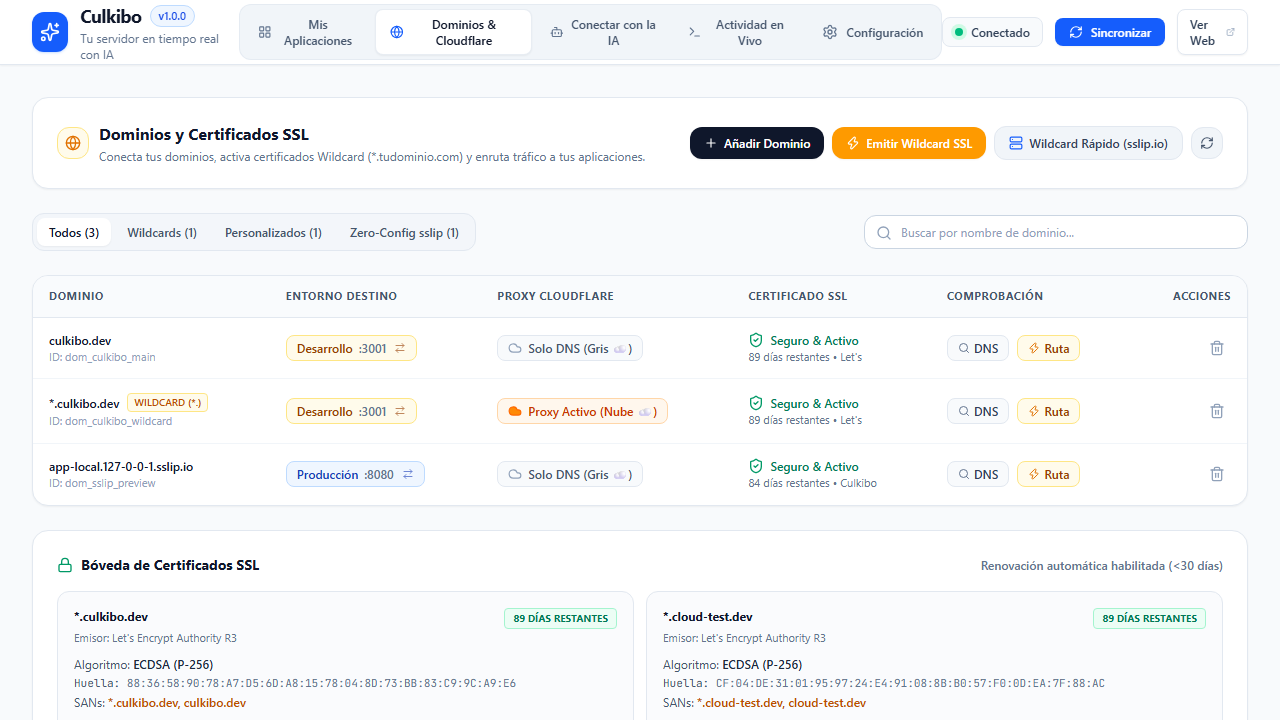 Culkibo v1.0.0
Tu servidor en tiempo real
con IA
Mis
Aplicaciones
Dominios &
Cloudflare
Conectar con la
IA
Actividad en
Vivo
Configuración
Conectado
Sincronizar
Ver
Web
Dominios y Certificados SSL
Conecta tus dominios, activa certificados Wildcard (*.tudominio.com) y enruta tráfico a tus aplicaciones.
Añadir Dominio
Emitir Wildcard SSL
Wildcard Rápido (sslip.io)
Todos (3) Wildcards (1) Personalizados (1) Zero-Config sslip (1)
Buscar por nombre de dominio...
DOMINIO ENTORNO DESTINO PROXY CLOUDFLARE CERTIFICADO SSL COMPROBACIÓN ACCIONES
culkibo.dev
ID: dom_culkibo_main
Desarrollo :3001
Solo DNS (Gris ☁️)
Seguro & Activo
89 días restantes • Let's
DNS
Ruta
*.culkibo.dev WILDCARD (*.)
ID: dom_culkibo_wildcard
Desarrollo :3001
Proxy Activo (Nube ☁️)
Seguro & Activo
89 días restantes • Let's
DNS
Ruta
app-local.127-0-0-1.sslip.io
ID: dom_sslip_preview
Producción :8080
Solo DNS (Gris ☁️)
Seguro & Activo
84 días restantes • Culkibo
DNS
Ruta
Bóveda de Certificados SSL
Renovación automática habilitada (<30 días)
*.culkibo.dev
89 DÍAS RESTANTES
Emisor: Let's Encrypt Authority R3
Algoritmo: ECDSA (P-256)
Huella: 88:36:58:90:78:A7:D5:6D:A8:15:78:04:8D:73:BB:83:C9:9C:A9:E6
SANs: *.culkibo.dev, culkibo.dev
*.cloud-test.dev
89 DÍAS RESTANTES
Emisor: Let's Encrypt Authority R3
Algoritmo: ECDSA (P-256)
Huella: CF:04:DE:31:01:95:97:24:E4:91:08:8B:B0:57:F0:0D:EA:7F:88:AC
SANs: *.cloud-test.dev, cloud-test.dev